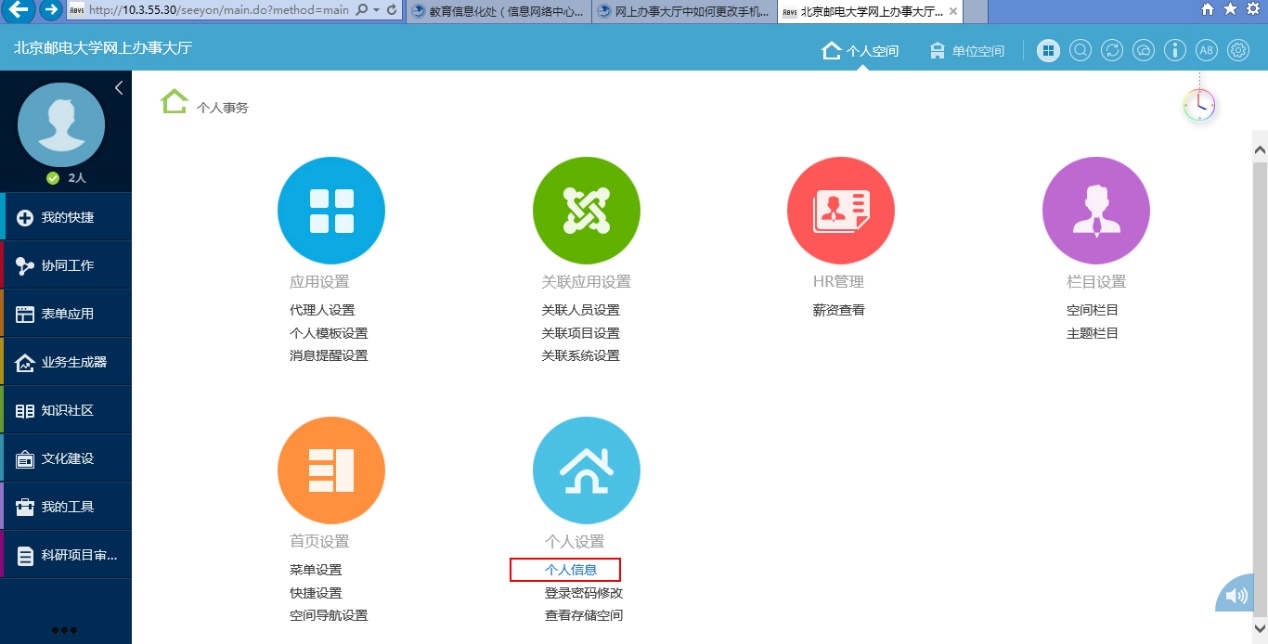 http://10.3.55.30/seeyon/main.do?method=main
教育信息化处（信息网络中心...
网上办事大厅中如何更改手机...
北京邮电大学网上办事大厅...
北京邮电大学网上办事大厅
个人空间
单位空间
A8
个人事务
2人
我的快捷
协同工作
表单应用
业务生成器
知识社区
文化建设
我的工具
科研项目审...
应用设置
代理人设置
个人模板设置
消息提醒设置
关联应用设置
关联人员设置
关联项目设置
关联系统设置
HR管理
薪资查看
栏目设置
空间栏目
主题栏目
首页设置
菜单设置
快捷设置
空间导航设置
个人设置
个人信息
登录密码修改
查看存储空间